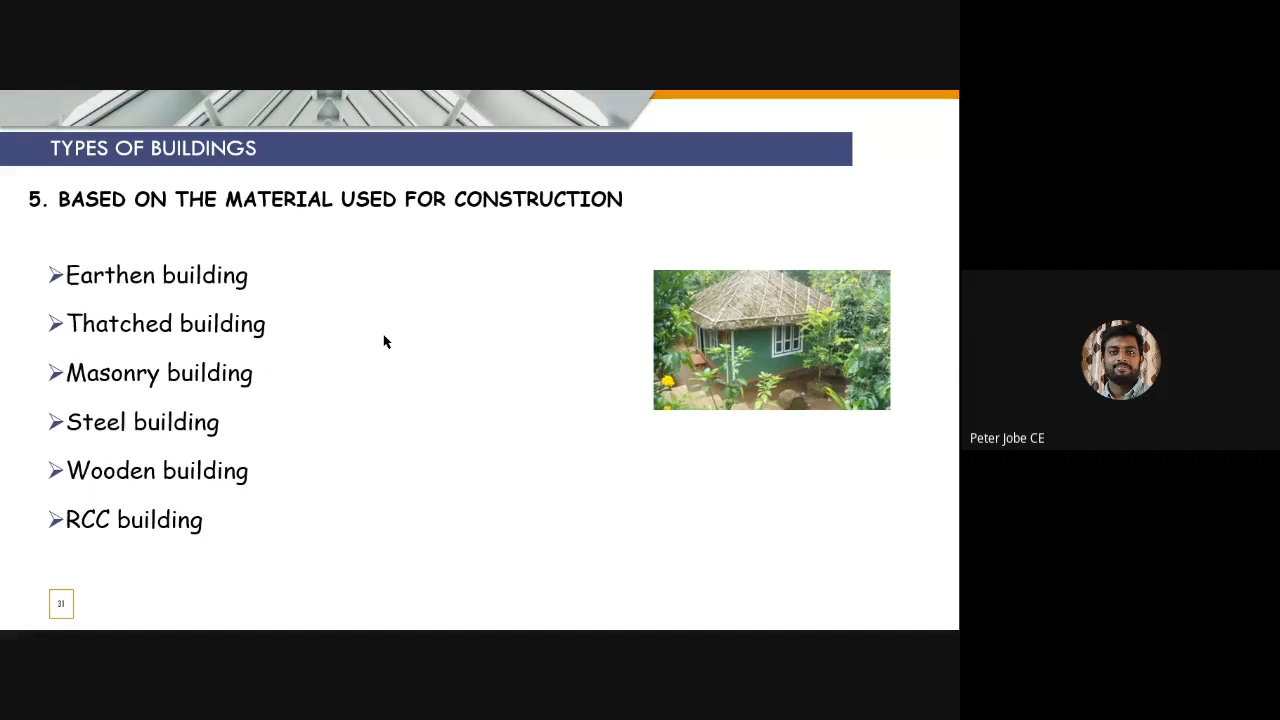 TYPES OF BUILDINGS
5. BASED ON THE MATERIAL USED FOR CONSTRUCTION
➢Earthen building
➢Thatched building
➢Masonry building
➢Steel building
➢Wooden building
➢RCC building
31
Peter Jobe CE